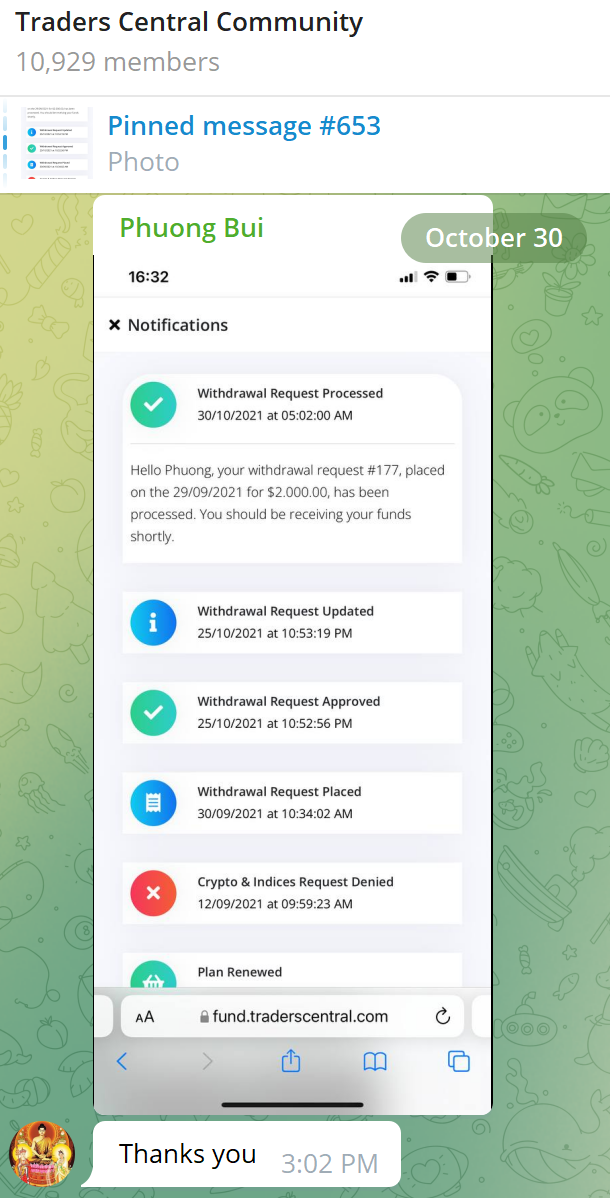 Traders Central Community
10,929 members
Pinned message #653
Photo
Phuong Bui
October 30
16:32
Notifications
Withdrawal Request Processed
30/10/2021 at 05:02:00 AM
Hello Phuong, your withdrawal request #177, placed
on the 29/09/2021 for $2.000.00, has been
processed. You should be receiving your funds
shortly.
Withdrawal Request Updated
25/10/2021 at 10:53:19 PM
Withdrawal Request Approved
25/10/2021 at 10:52:56 PM
Withdrawal Request Placed
30/09/2021 at 10:34:02 AM
Crypto & Indices Request Denied
12/09/2021 at 09:59:23 AM
Plan Renewed
AA
fund.traderscentral.com
Thanks you
3:02 PM